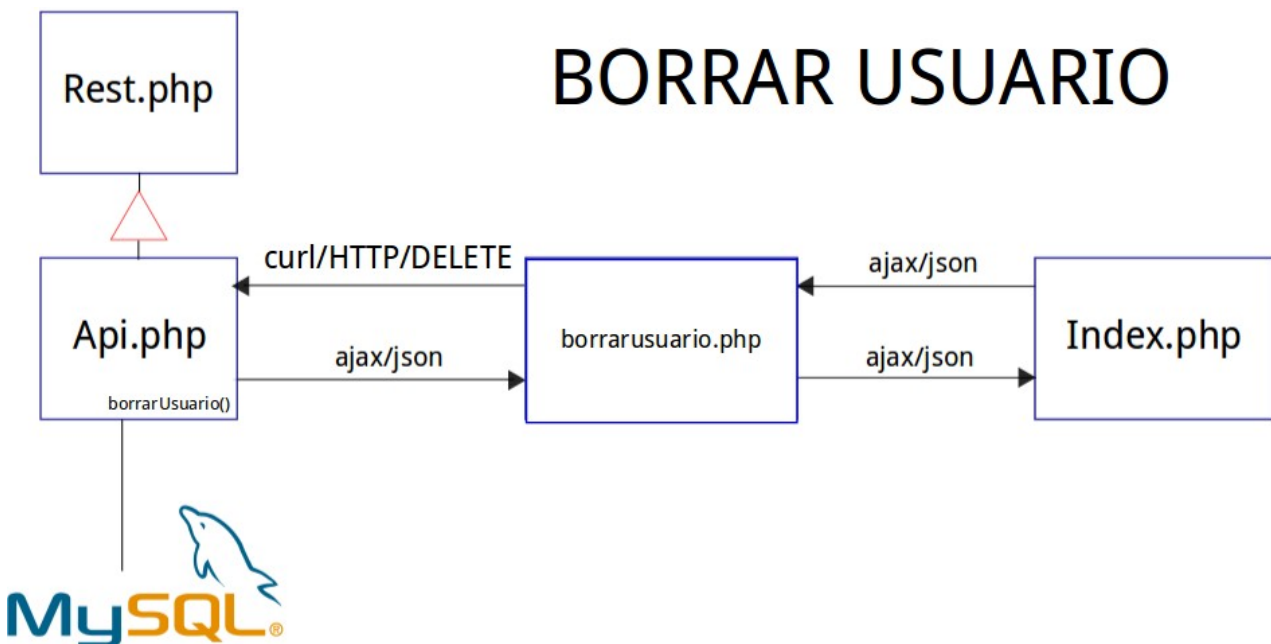 Rest.php
BORRAR USUARIO
curl/HTTP/DELETE
ajax/json
Api.php
borrarusuario.php
Index.php
ajax/json
ajax/json
borrarUsuario()
MySQL®